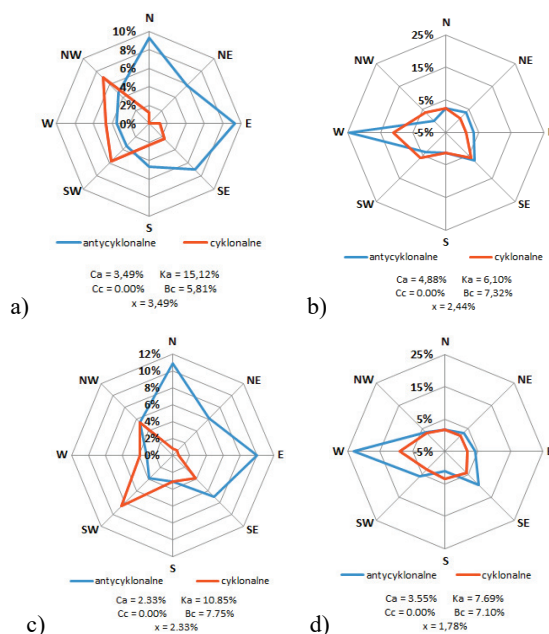 N
10%
NW
8%
NE
6%
4%
2%
W
0%
E
SW
SE
S
antycyklonalne cyklonalne
Ca = 3,49% Ka = 15,12%
Cc = 0.00% Bc = 5,81%
x = 3,49%
a)
N
25%
NW
NE
15%
5%
W
-5%
E
SW
SE
S
antycyklonalne cyklonalne
Ca = 4,88% Ka = 6,10%
Cc = 0.00% Bc = 7,32%
x = 2,44%
b)
N
12%
NW
10%
NE
8%
6%
4%
2%
W
0%
E
SW
SE
S
antycyklonalne cyklonalne
Ca = 2.33% Ka = 10.85%
Cc = 0.00% Bc = 7.75%
x = 2.33%
c)
N
25%
NW
NE
15%
5%
W
-5%
E
SW
SE
S
antycyklonalne cyklonalne
Ca = 3.55% Ka = 7.69%
Cc = 0.00% Bc = 7.10%
x = 1,78%
d)